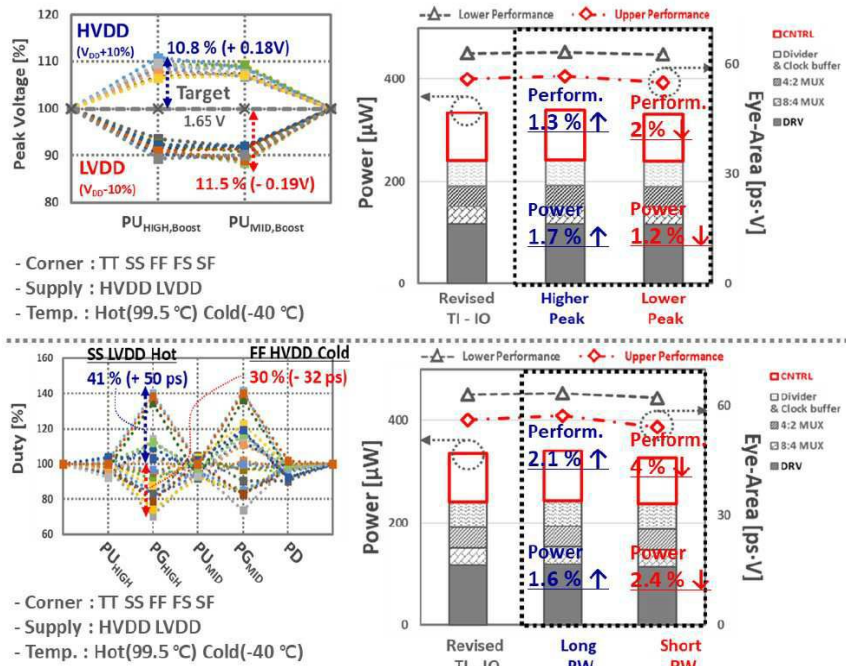 HVDD
(VDD+10%)
10.8 % (+ 0.18V)
Target
1.65 V
LVDD
(VDD-10%)
11.5 % (- 0.19V)
Peak Voltage [%]
120
110
100
90
80
PUHIGH,Boost
PUMID,Boost
- Corner : TT SS FF FS SF
- Supply : HVDD LVDD
- Temp. : Hot(99.5 ℃) Cold(-40 ℃)
Lower Performance
Upper Performance
Power [µW]
400
200
0
Eye-Area [ps·V]
60
30
0
Perform.
1.3 % ↑
Perform.
2 % ↓
Power
1.7 % ↑
Power
1.2 % ↓
Revised
TI - IO
Higher
Peak
Lower
Peak
CNTRL
Divider
& Clock buffer
4:2 MUX
8:4 MUX
DRV
SS LVDD Hot
41 % (+ 50 ps)
FF HVDD Cold
30 % (- 32 ps)
Duty [%]
160
140
120
100
80
60
PUHIGH
PGHIGH
PUMID
PGMID
PD
- Corner : TT SS FF FS SF
- Supply : HVDD LVDD
- Temp. : Hot(99.5 ℃) Cold(-40 ℃)
Lower Performance
Upper Performance
Power [µW]
400
200
0
Eye-Area [ps·V]
60
30
0
Perform.
2.1 % ↑
Perform.
4 % ↓
Power
1.6 % ↑
Power
2.4 % ↓
Revised
TI - IO
Long
PW
Short
PW
CNTRL
Divider
& Clock buffer
4:2 MUX
8:4 MUX
DRV